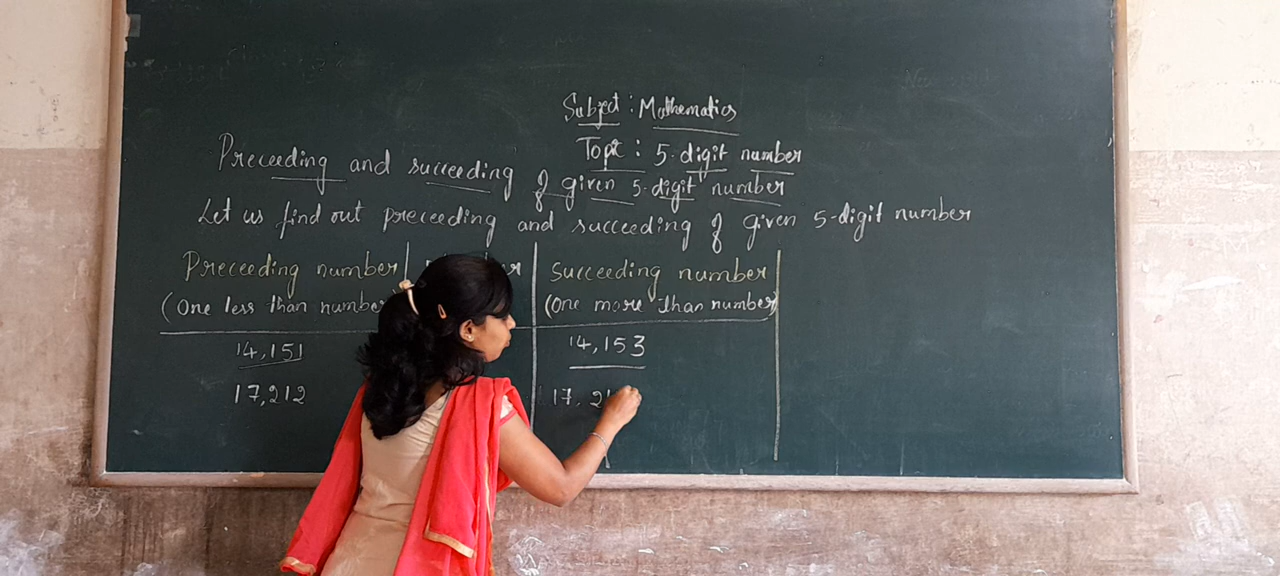 Subject : Mathematics
Topic : 5-digit number
Preceeding and succeeding of given 5-digit number
Let us find out preceeding and succeeding of given 5-digit number
Preceeding number Succeeding number
(One less than number (One more than number)
14,151 14,153
17,212 17,